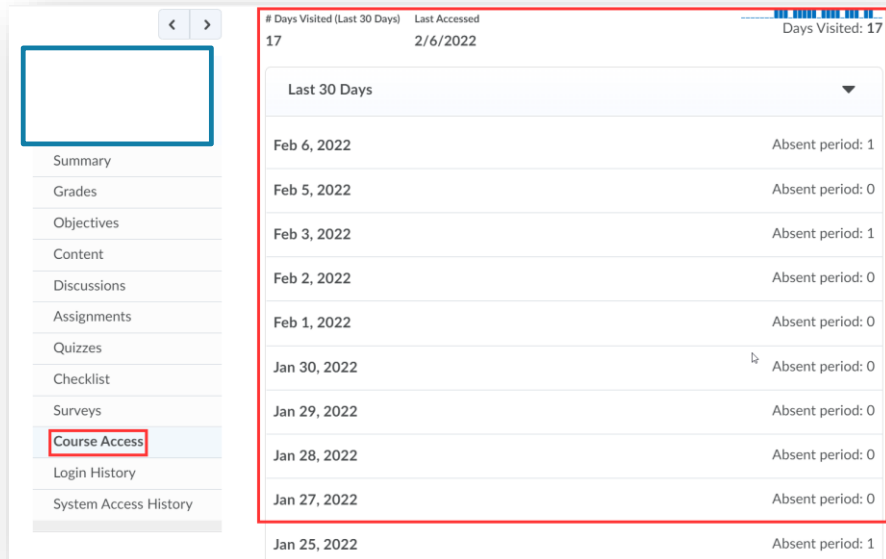 # Days Visited (Last 30 Days) Last Accessed
17 2/6/2022
Days Visited: 17
Last 30 Days
Summary
Grades
Objectives
Content
Discussions
Assignments
Quizzes
Checklist
Surveys
Course Access
Login History
System Access History
Feb 6, 2022 Absent period: 1
Feb 5, 2022 Absent period: 0
Feb 3, 2022 Absent period: 1
Feb 2, 2022 Absent period: 0
Feb 1, 2022 Absent period: 0
Jan 30, 2022 Absent period: 0
Jan 29, 2022 Absent period: 0
Jan 28, 2022 Absent period: 0
Jan 27, 2022 Absent period: 0
Jan 25, 2022 Absent period: 1